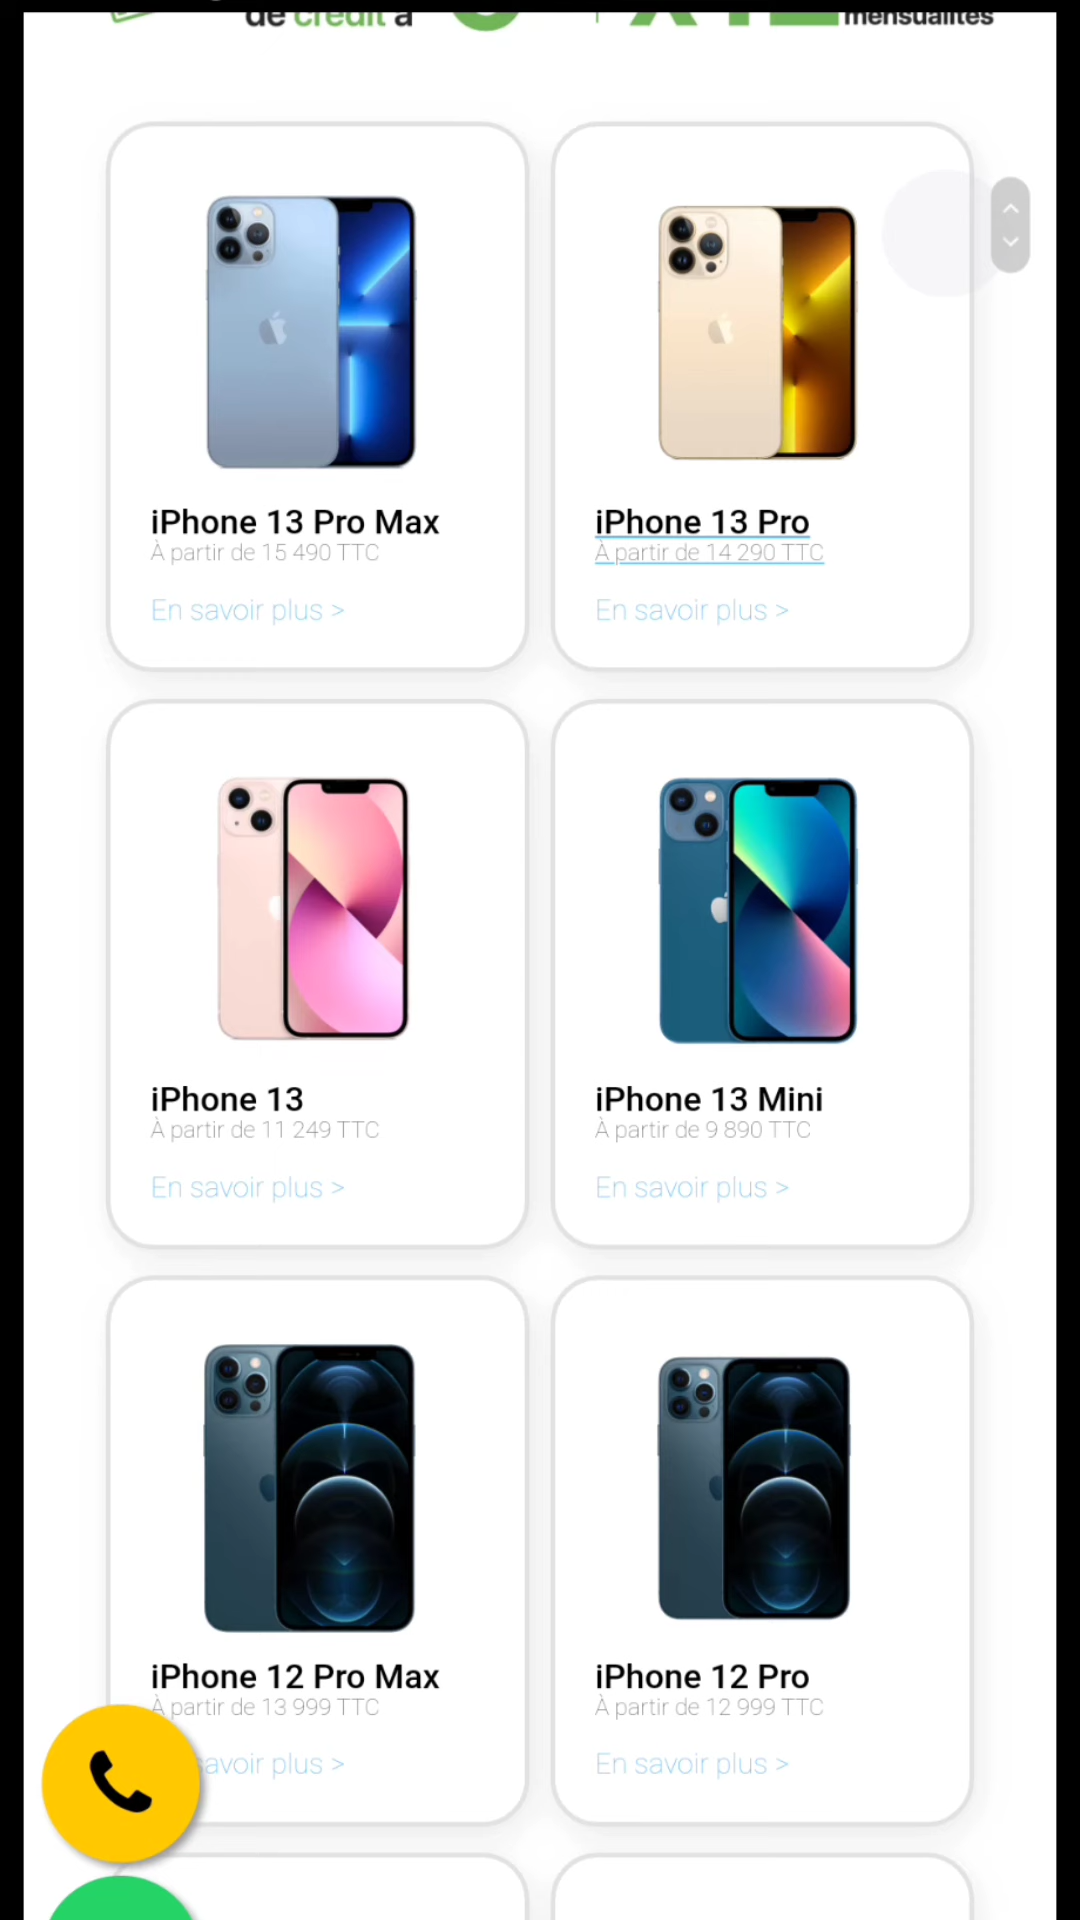 de crédit à
mensualités
iPhone 13 Pro Max
À partir de 15 490 TTC
En savoir plus >
iPhone 13 Pro
À partir de 14 290 TTC
En savoir plus >
iPhone 13
À partir de 11 249 TTC
En savoir plus >
iPhone 13 Mini
À partir de 9 890 TTC
En savoir plus >
iPhone 12 Pro Max
À partir de 13 999 TTC
savoir plus >
iPhone 12 Pro
À partir de 12 999 TTC
En savoir plus >